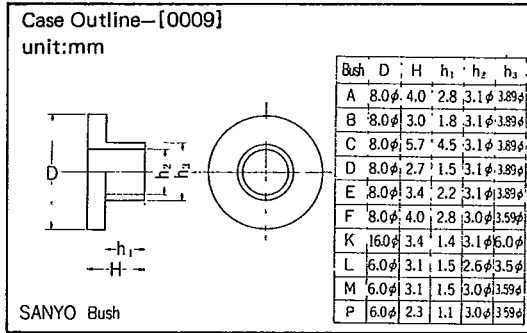 Case Outline–[0009]
unit:mm
D
h₂
h₃
h₁
H
SANYO Bush
Bush D H h₁ h₂ h₃
A 8.0φ 4.0 2.8 3.1φ 3.89φ
B 8.0φ 3.0 1.8 3.1φ 3.89φ
C 8.0φ 5.7 4.5 3.1φ 3.89φ
D 8.0φ 2.7 1.5 3.1φ 3.89φ
E 8.0φ 3.4 2.2 3.1φ 3.89φ
F 8.0φ 4.0 2.8 3.0φ 3.59φ
K 16.0φ 3.4 1.4 3.1φ 6.0φ
L 6.0φ 3.1 1.5 2.6φ 3.5φ
M 6.0φ 3.1 1.5 3.0φ 3.59φ
P 6.0φ 2.3 1.1 3.0φ 359φ